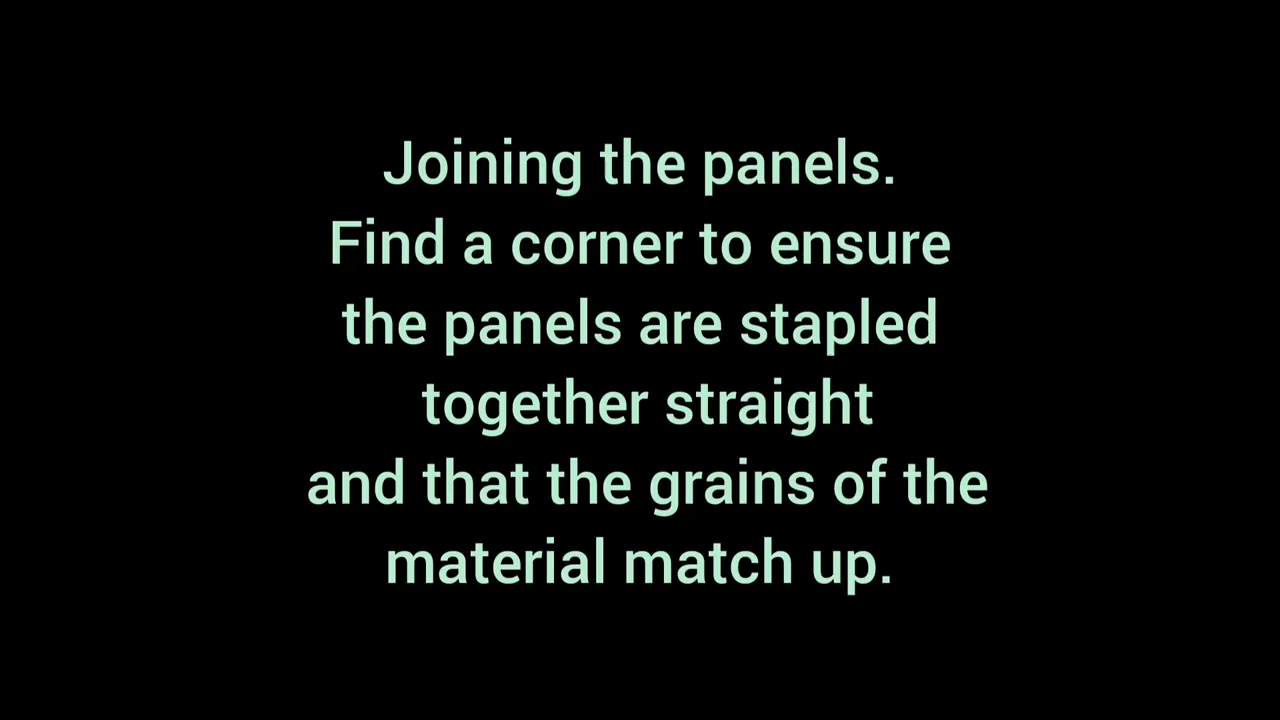 Joining the panels.
Find a corner to ensure
the panels are stapled
together straight
and that the grains of the
material match up.